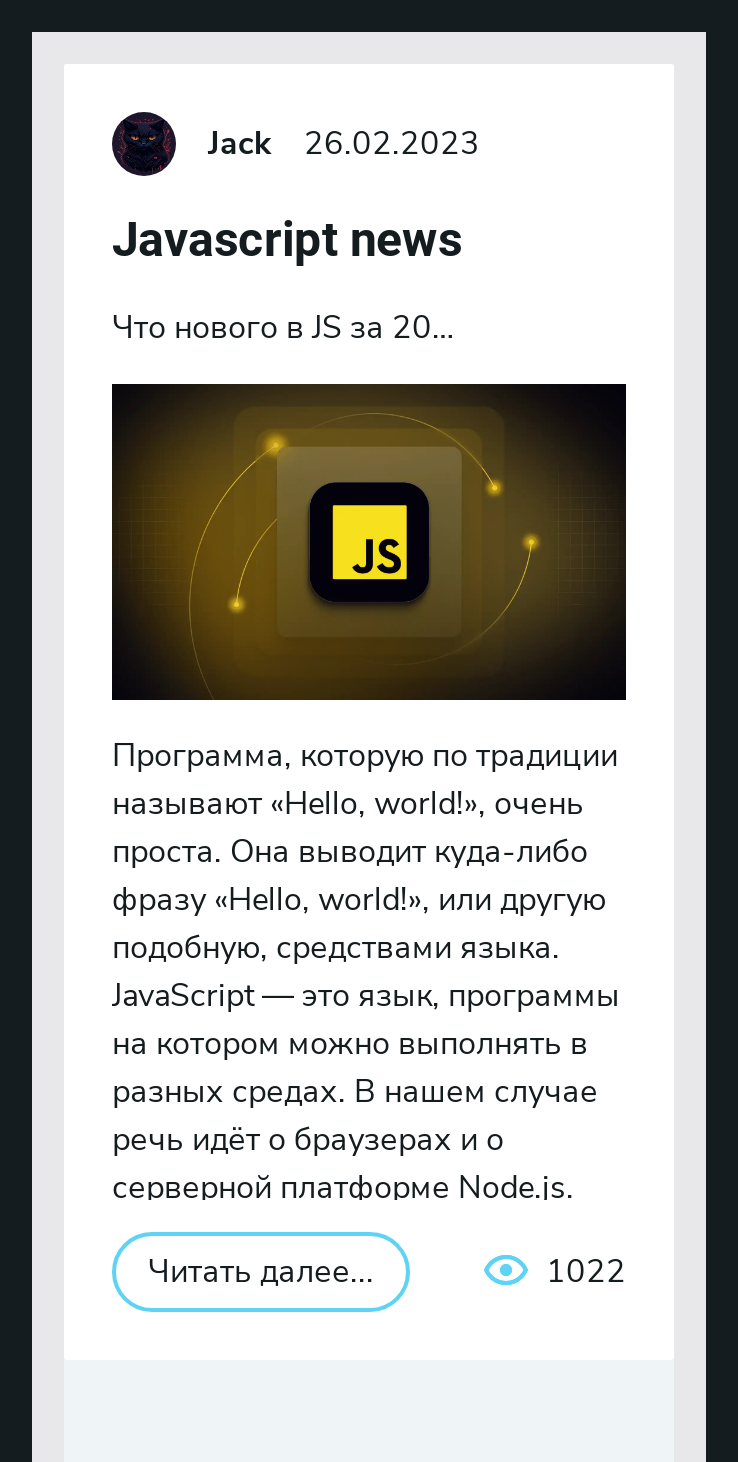 Jack 26.02.2023
Javascript news
Что нового в JS за 20...
JS
Программа, которую по традиции
называют «Hello, world!», очень
проста. Она выводит куда-либо
фразу «Hello, world!», или другую
подобную, средствами языка.
JavaScript — это язык, программы
на котором можно выполнять в
разных средах. В нашем случае
речь идёт о браузерах и о
серверной платформе Node.js.
Читать далее... 1022